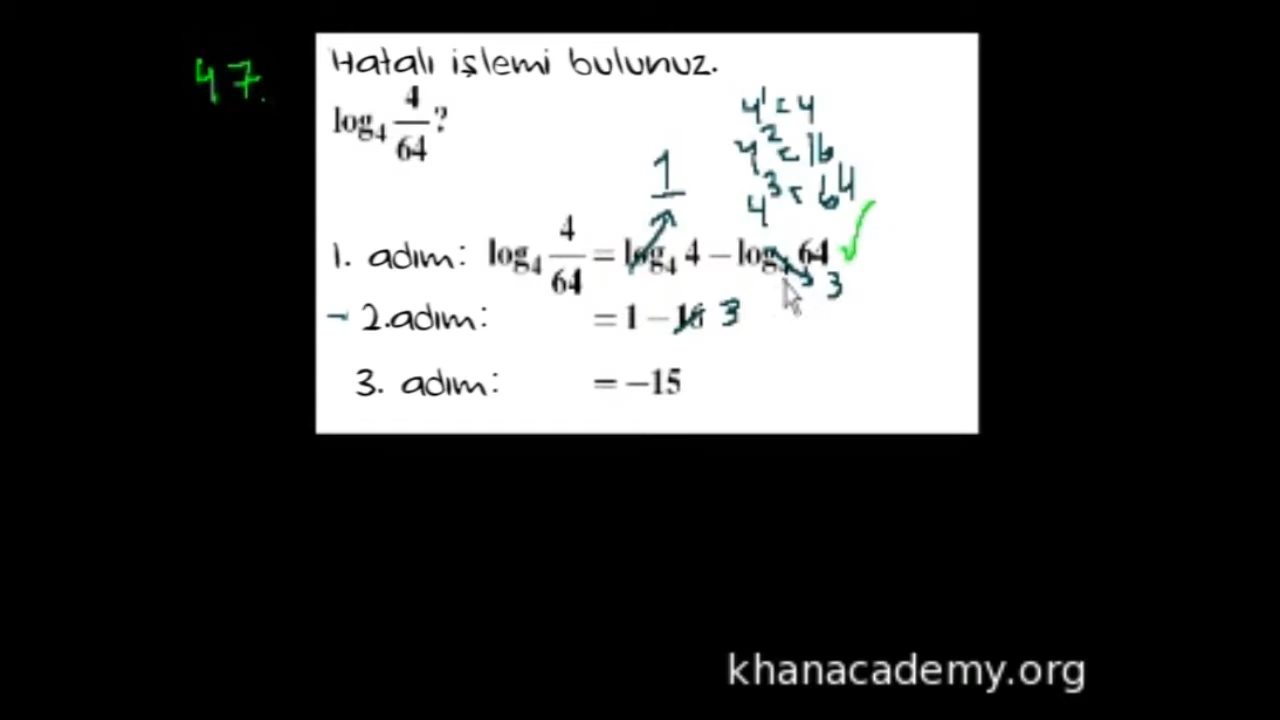 47.
Hatalı işlemi bulunuz.
log₄ 4/64 ?
4¹ = 4
4² = 16
4³ = 64
1
1. adım: log₄ 4/64 = log₄ 4 − log₄ 64 ✓
3
2. adım: = 1 − 16 3
3. adım: = −15
khanacademy.org